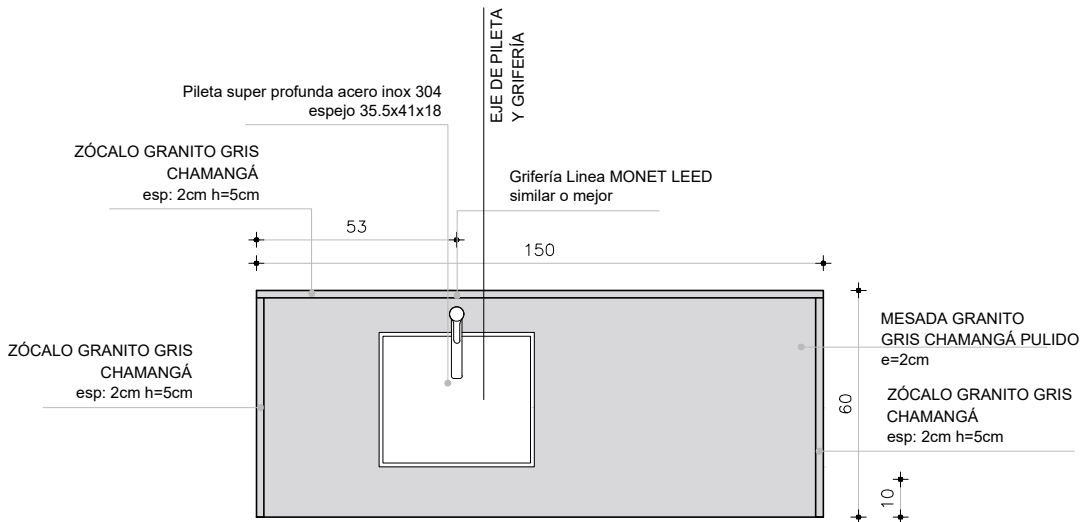 EJE DE PILETA
Y GRIFERÍA
Pileta super profunda acero inox 304
espejo 35.5x41x18
ZÓCALO GRANITO GRIS
CHAMANGÁ
esp: 2cm h=5cm
Grifería Linea MONET LEED
similar o mejor
53
150
ZÓCALO GRANITO GRIS
CHAMANGÁ
esp: 2cm h=5cm
MESADA GRANITO
GRIS CHAMANGÁ PULIDO
e=2cm
60
ZÓCALO GRANITO GRIS
CHAMANGÁ
esp: 2cm h=5cm
10